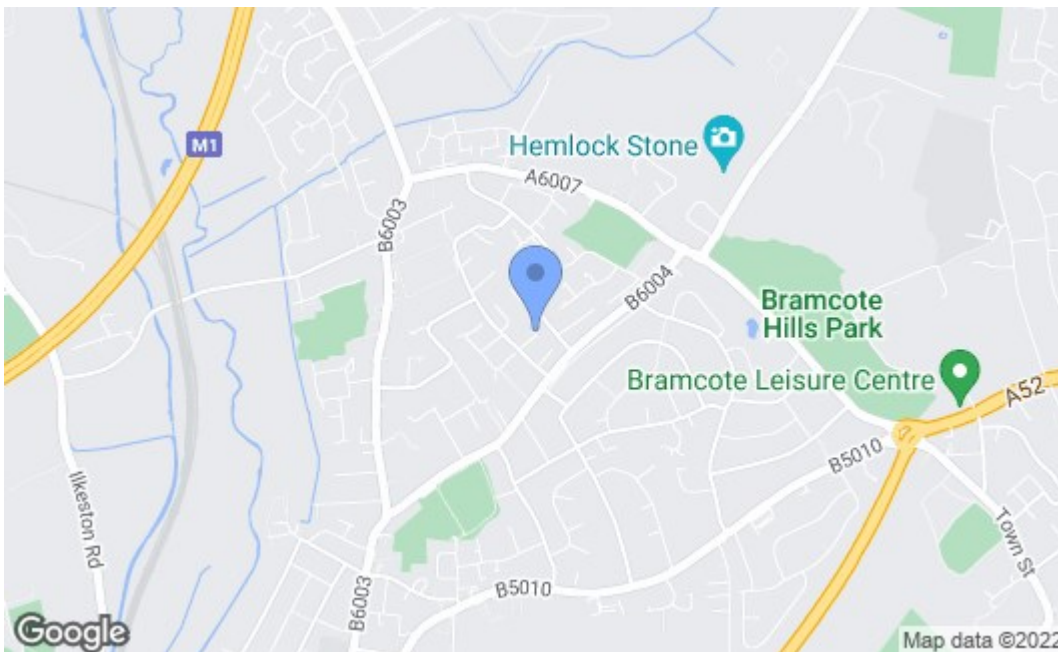 M1
Hemlock Stone
A6007
B6003
B6004
Bramcote
Hills Park
Bramcote Leisure Centre
A52
B5010
Ilkeston Rd
Town St
B5010
B6003
Google
Map data ©2022